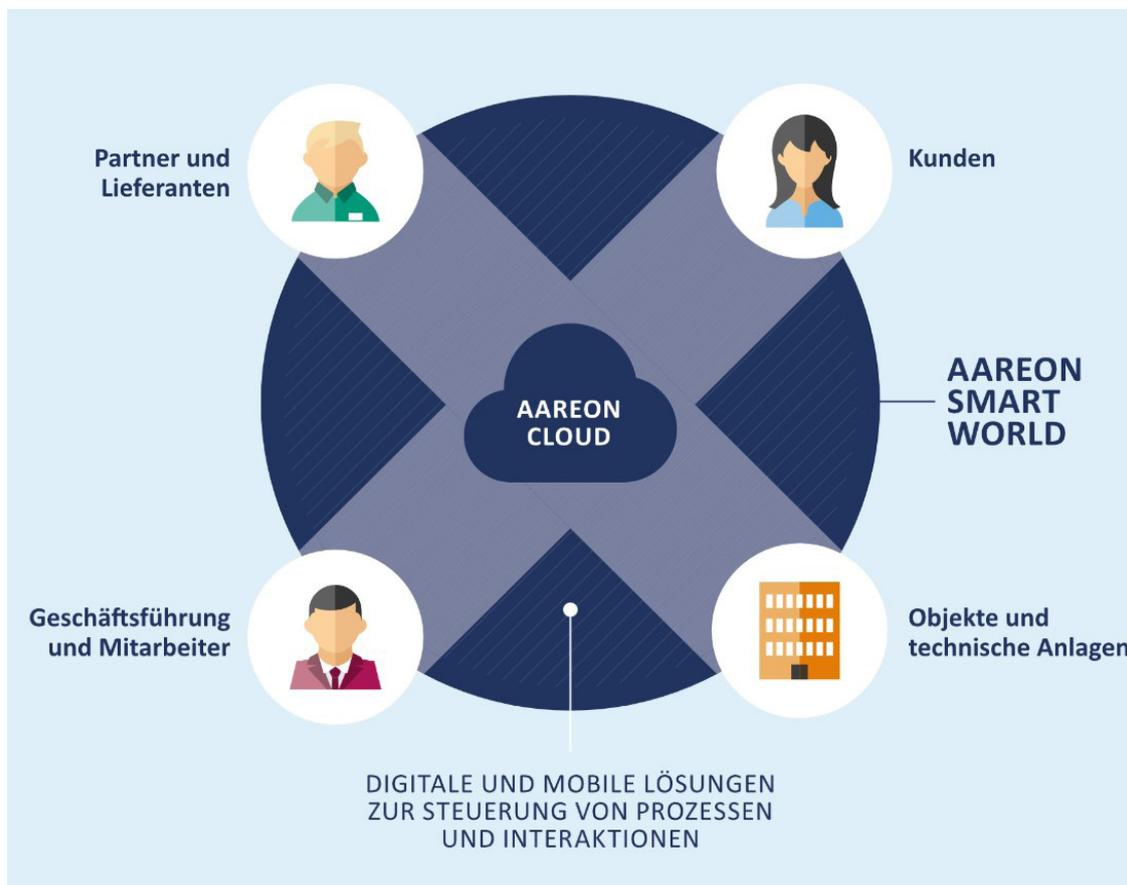 Partner und
Lieferanten
Kunden
AAREON
CLOUD
AAREON
SMART
WORLD
Geschäftsführung
und Mitarbeiter
Objekte und
technische Anlagen
DIGITALE UND MOBILE LÖSUNGEN
ZUR STEUERUNG VON PROZESSEN
UND INTERAKTIONEN